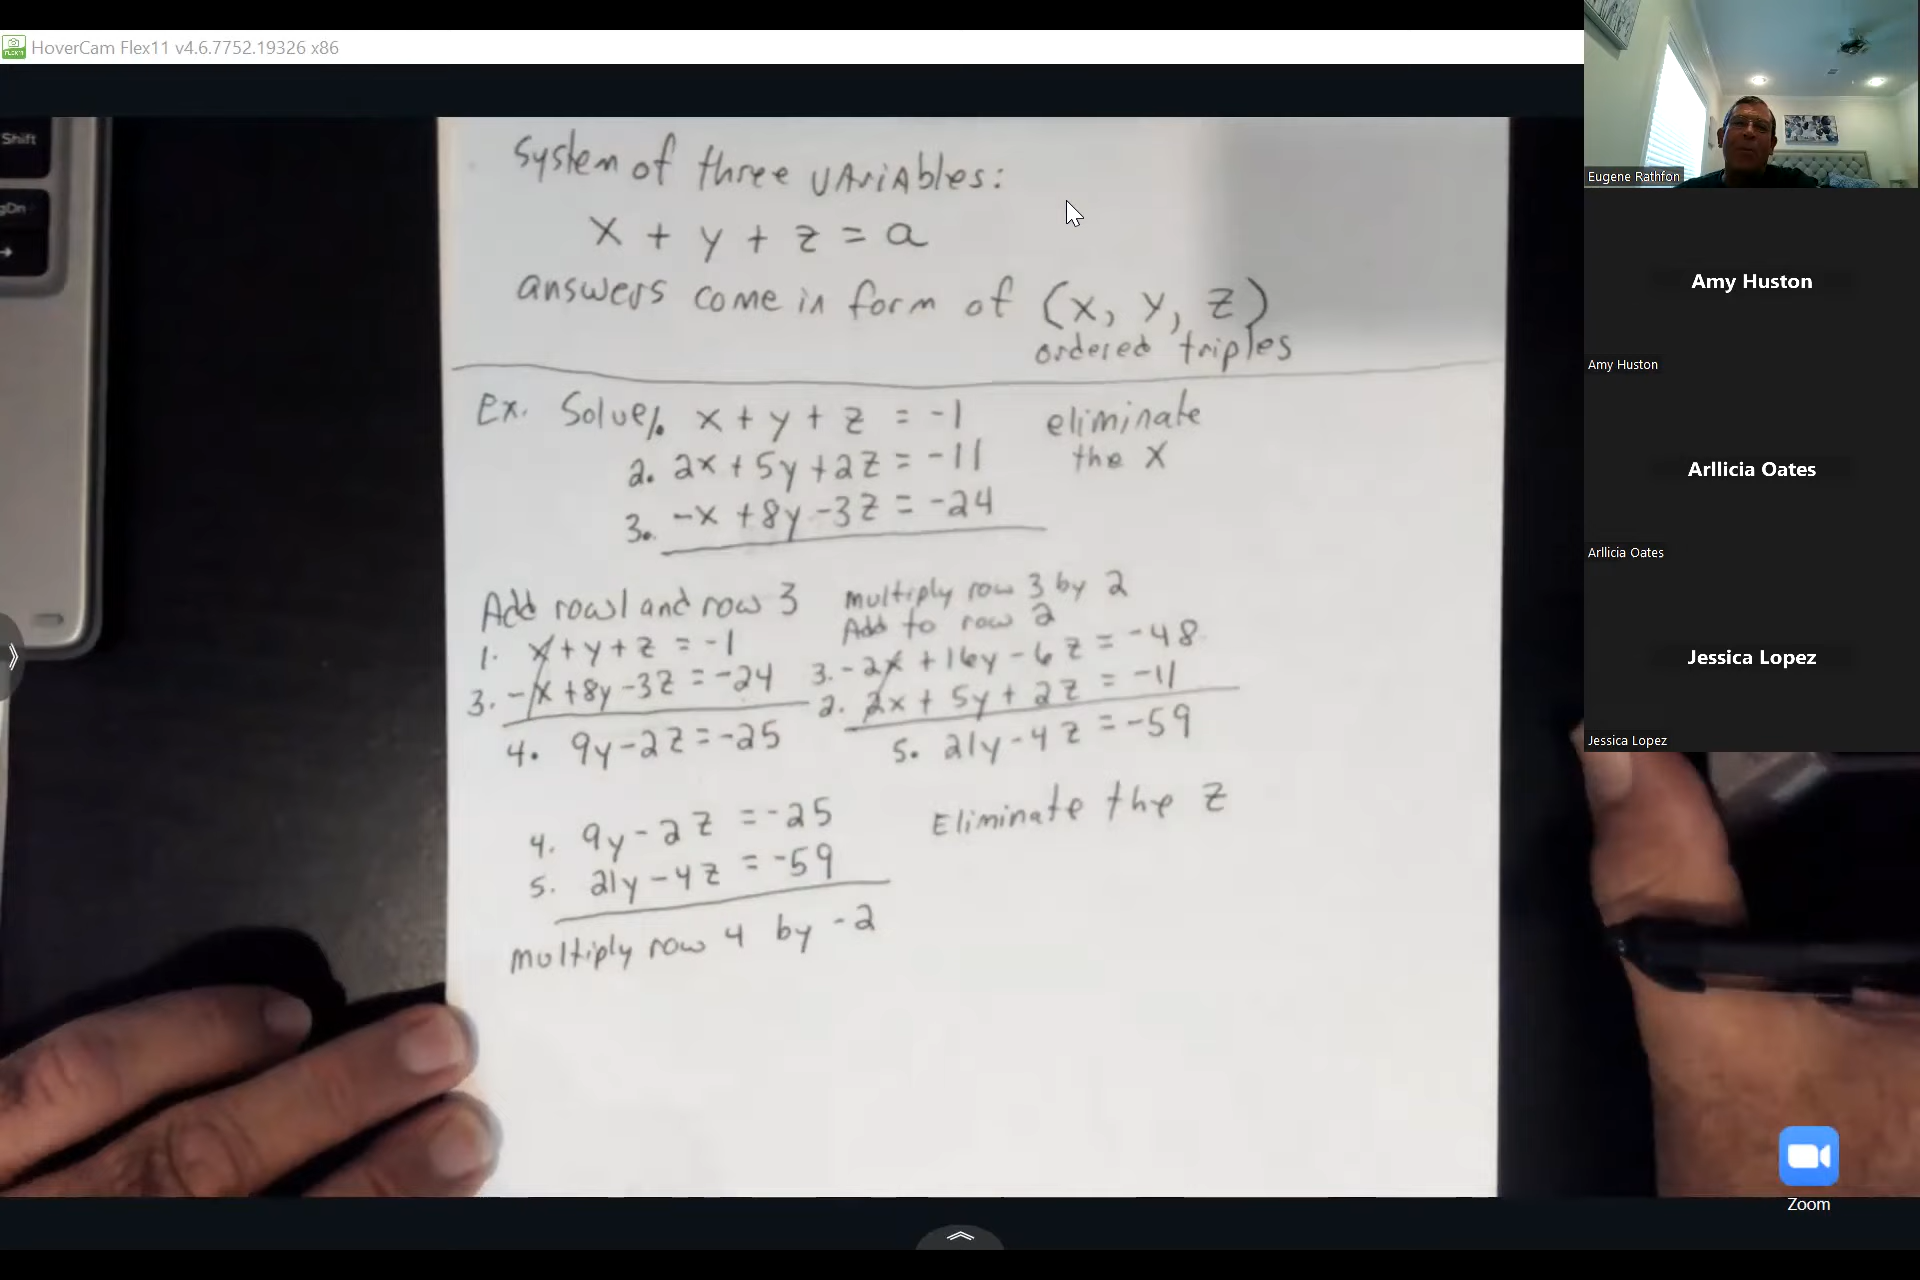 HoverCam Flex11 v4.6.7752.19326 x86
Shift
gDn
System of three variables:
x + y + z = a
answers come in form of (x, y, z)
ordered triples
Ex. Solve 1. x + y + z = -1 eliminate
2. 2x + 5y + 2z = -11 the x
3. -x + 8y - 3z = -24
Add row 1 and row 3
1. x + y + z = -1
3. -x + 8y - 3z = -24
4. 9y - 2z = -25
multiply row 3 by 2
Add to row 2
3. -2x + 16y - 6z = -48
2. 2x + 5y + 2z = -11
5. 21y - 4z = -59
4. 9y - 2z = -25 Eliminate the z
5. 21y - 4z = -59
multiply row 4 by -2
Eugene Rathfon
Amy Huston
Amy Huston
Arllicia Oates
Arllicia Oates
Jessica Lopez
Jessica Lopez
Zoom